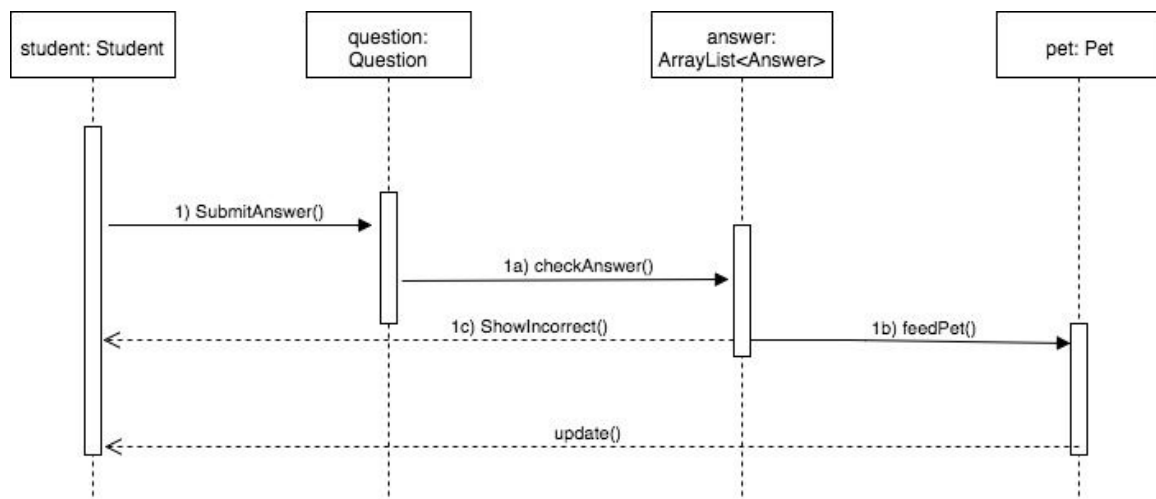 student: Student
question:
Question
answer:
ArrayList<Answer>
pet: Pet
1) SubmitAnswer()
1a) checkAnswer()
1c) ShowIncorrect()
1b) feedPet()
update()